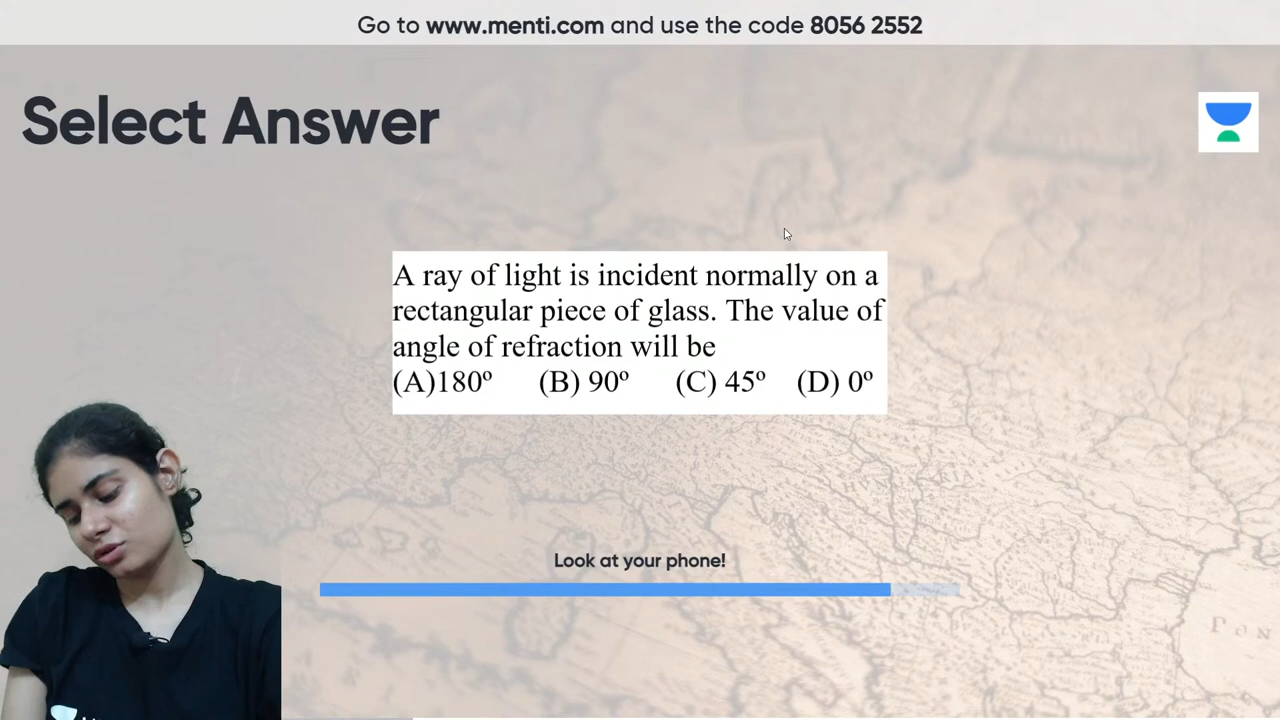 Go to www.menti.com and use the code 8056 2552
Select Answer
A ray of light is incident normally on a
rectangular piece of glass. The value of
angle of refraction will be
(A)180º (B) 90º (C) 45º (D) 0º
Look at your phone!